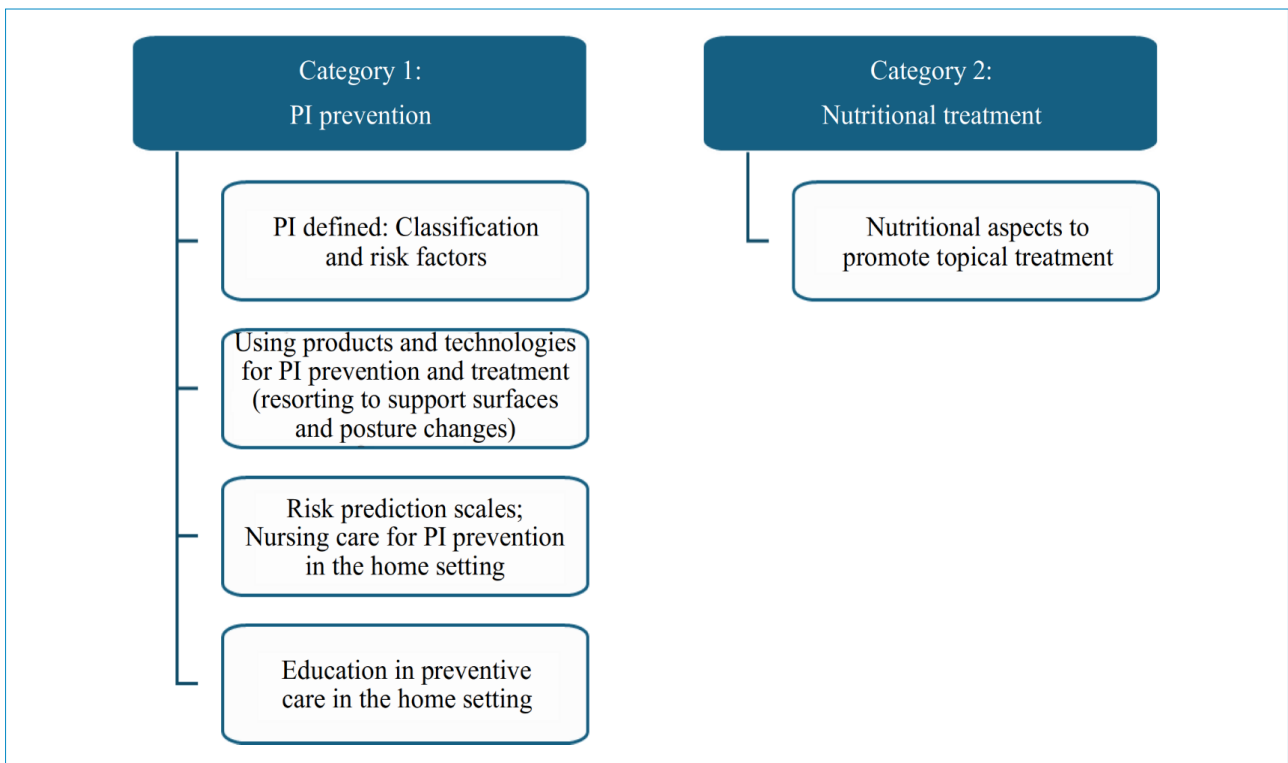 Category 1:
PI prevention
PI defined: Classification
and risk factors
Using products and technologies
for PI prevention and treatment
(resorting to support surfaces
and posture changes)
Risk prediction scales;
Nursing care for PI prevention
in the home setting
Education in preventive
care in the home setting
Category 2:
Nutritional treatment
Nutritional aspects to
promote topical treatment